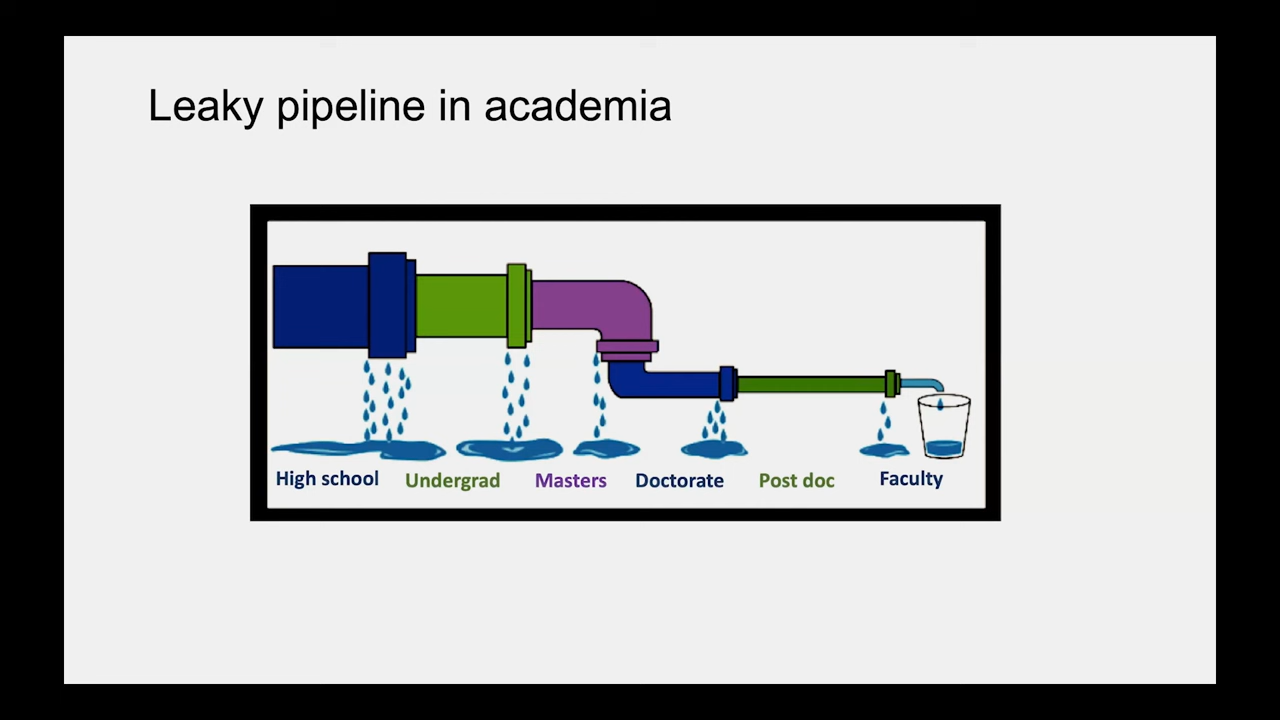 Leaky pipeline in academia
High school Undergrad Masters Doctorate Post doc Faculty